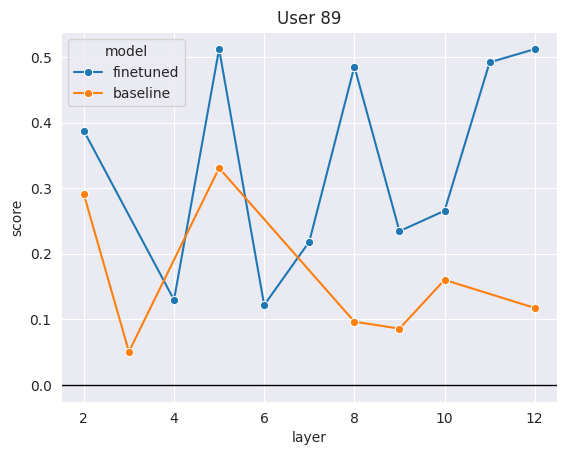 User 89
model
finetuned
baseline
score
0.5
0.4
0.3
0.2
0.1
0.0
2 4 6 8 10 12
layer